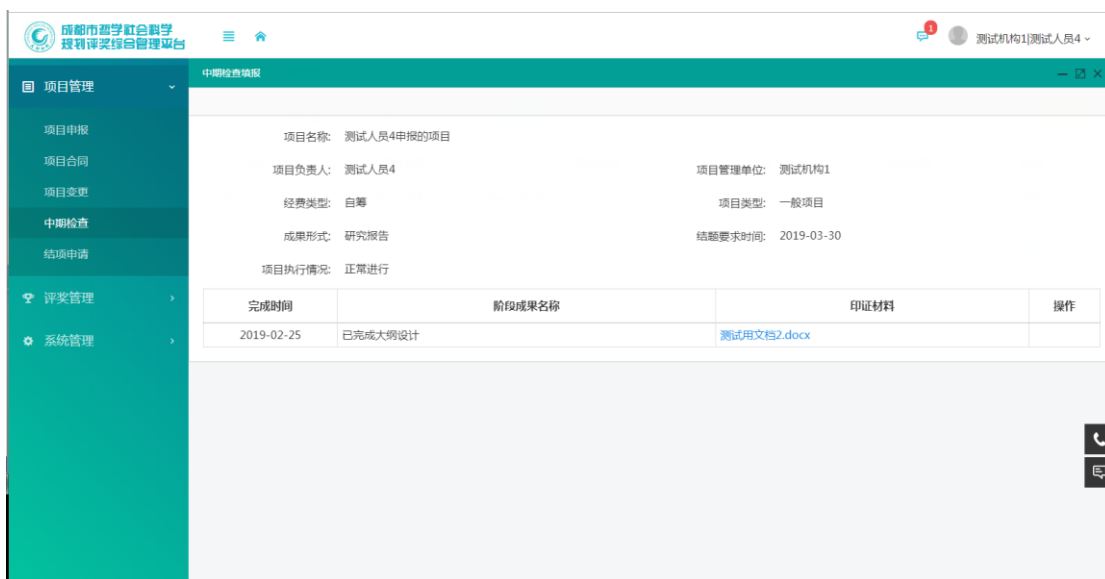 成都市哲学社会科学
规划评奖综合管理平台
1
测试机构1|测试人员4
项目管理
项目申报
项目合同
项目变更
中期检查
结项申请
评奖管理
系统管理
中期检查填报
项目名称: 测试人员4申报的项目
项目负责人: 测试人员4 项目管理单位: 测试机构1
经费类型: 自筹 项目类型: 一般项目
成果形式: 研究报告 结题要求时间: 2019-03-30
项目执行情况: 正常进行
完成时间 阶段成果名称 印证材料 操作
2019-02-25 已完成大纲设计 测试用文档2.docx